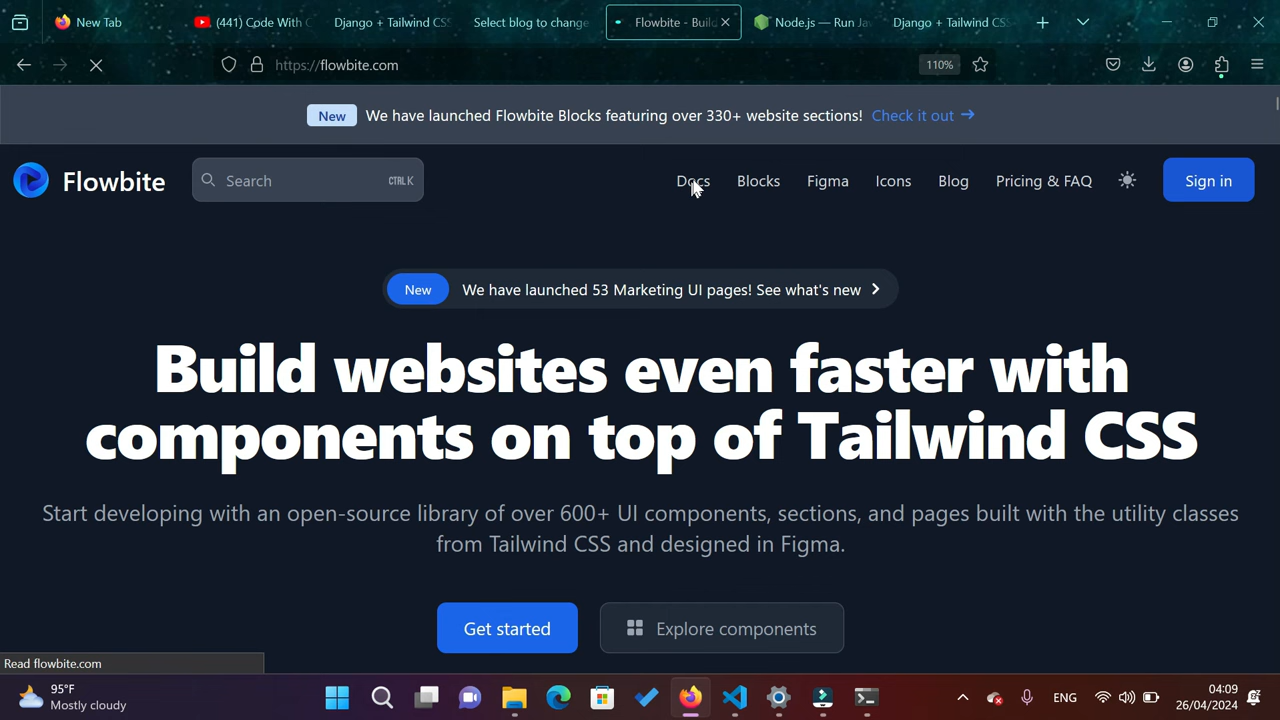 New Tab
(441) Code With C
Django + Tailwind CSS
Select blog to change
Flowbite - Build
Node.js — Run Jav
Django + Tailwind CSS
https://flowbite.com
110%
New We have launched Flowbite Blocks featuring over 330+ website sections! Check it out
Flowbite
Search CTRL K
Docs
Blocks
Figma
Icons
Blog
Pricing & FAQ
Sign in
New We have launched 53 Marketing UI pages! See what's new
Build websites even faster with
components on top of Tailwind CSS
Start developing with an open-source library of over 600+ UI components, sections, and pages built with the utility classes
from Tailwind CSS and designed in Figma.
Get started
Explore components
Read flowbite.com
95°F
Mostly cloudy
ENG
04:09
26/04/2024